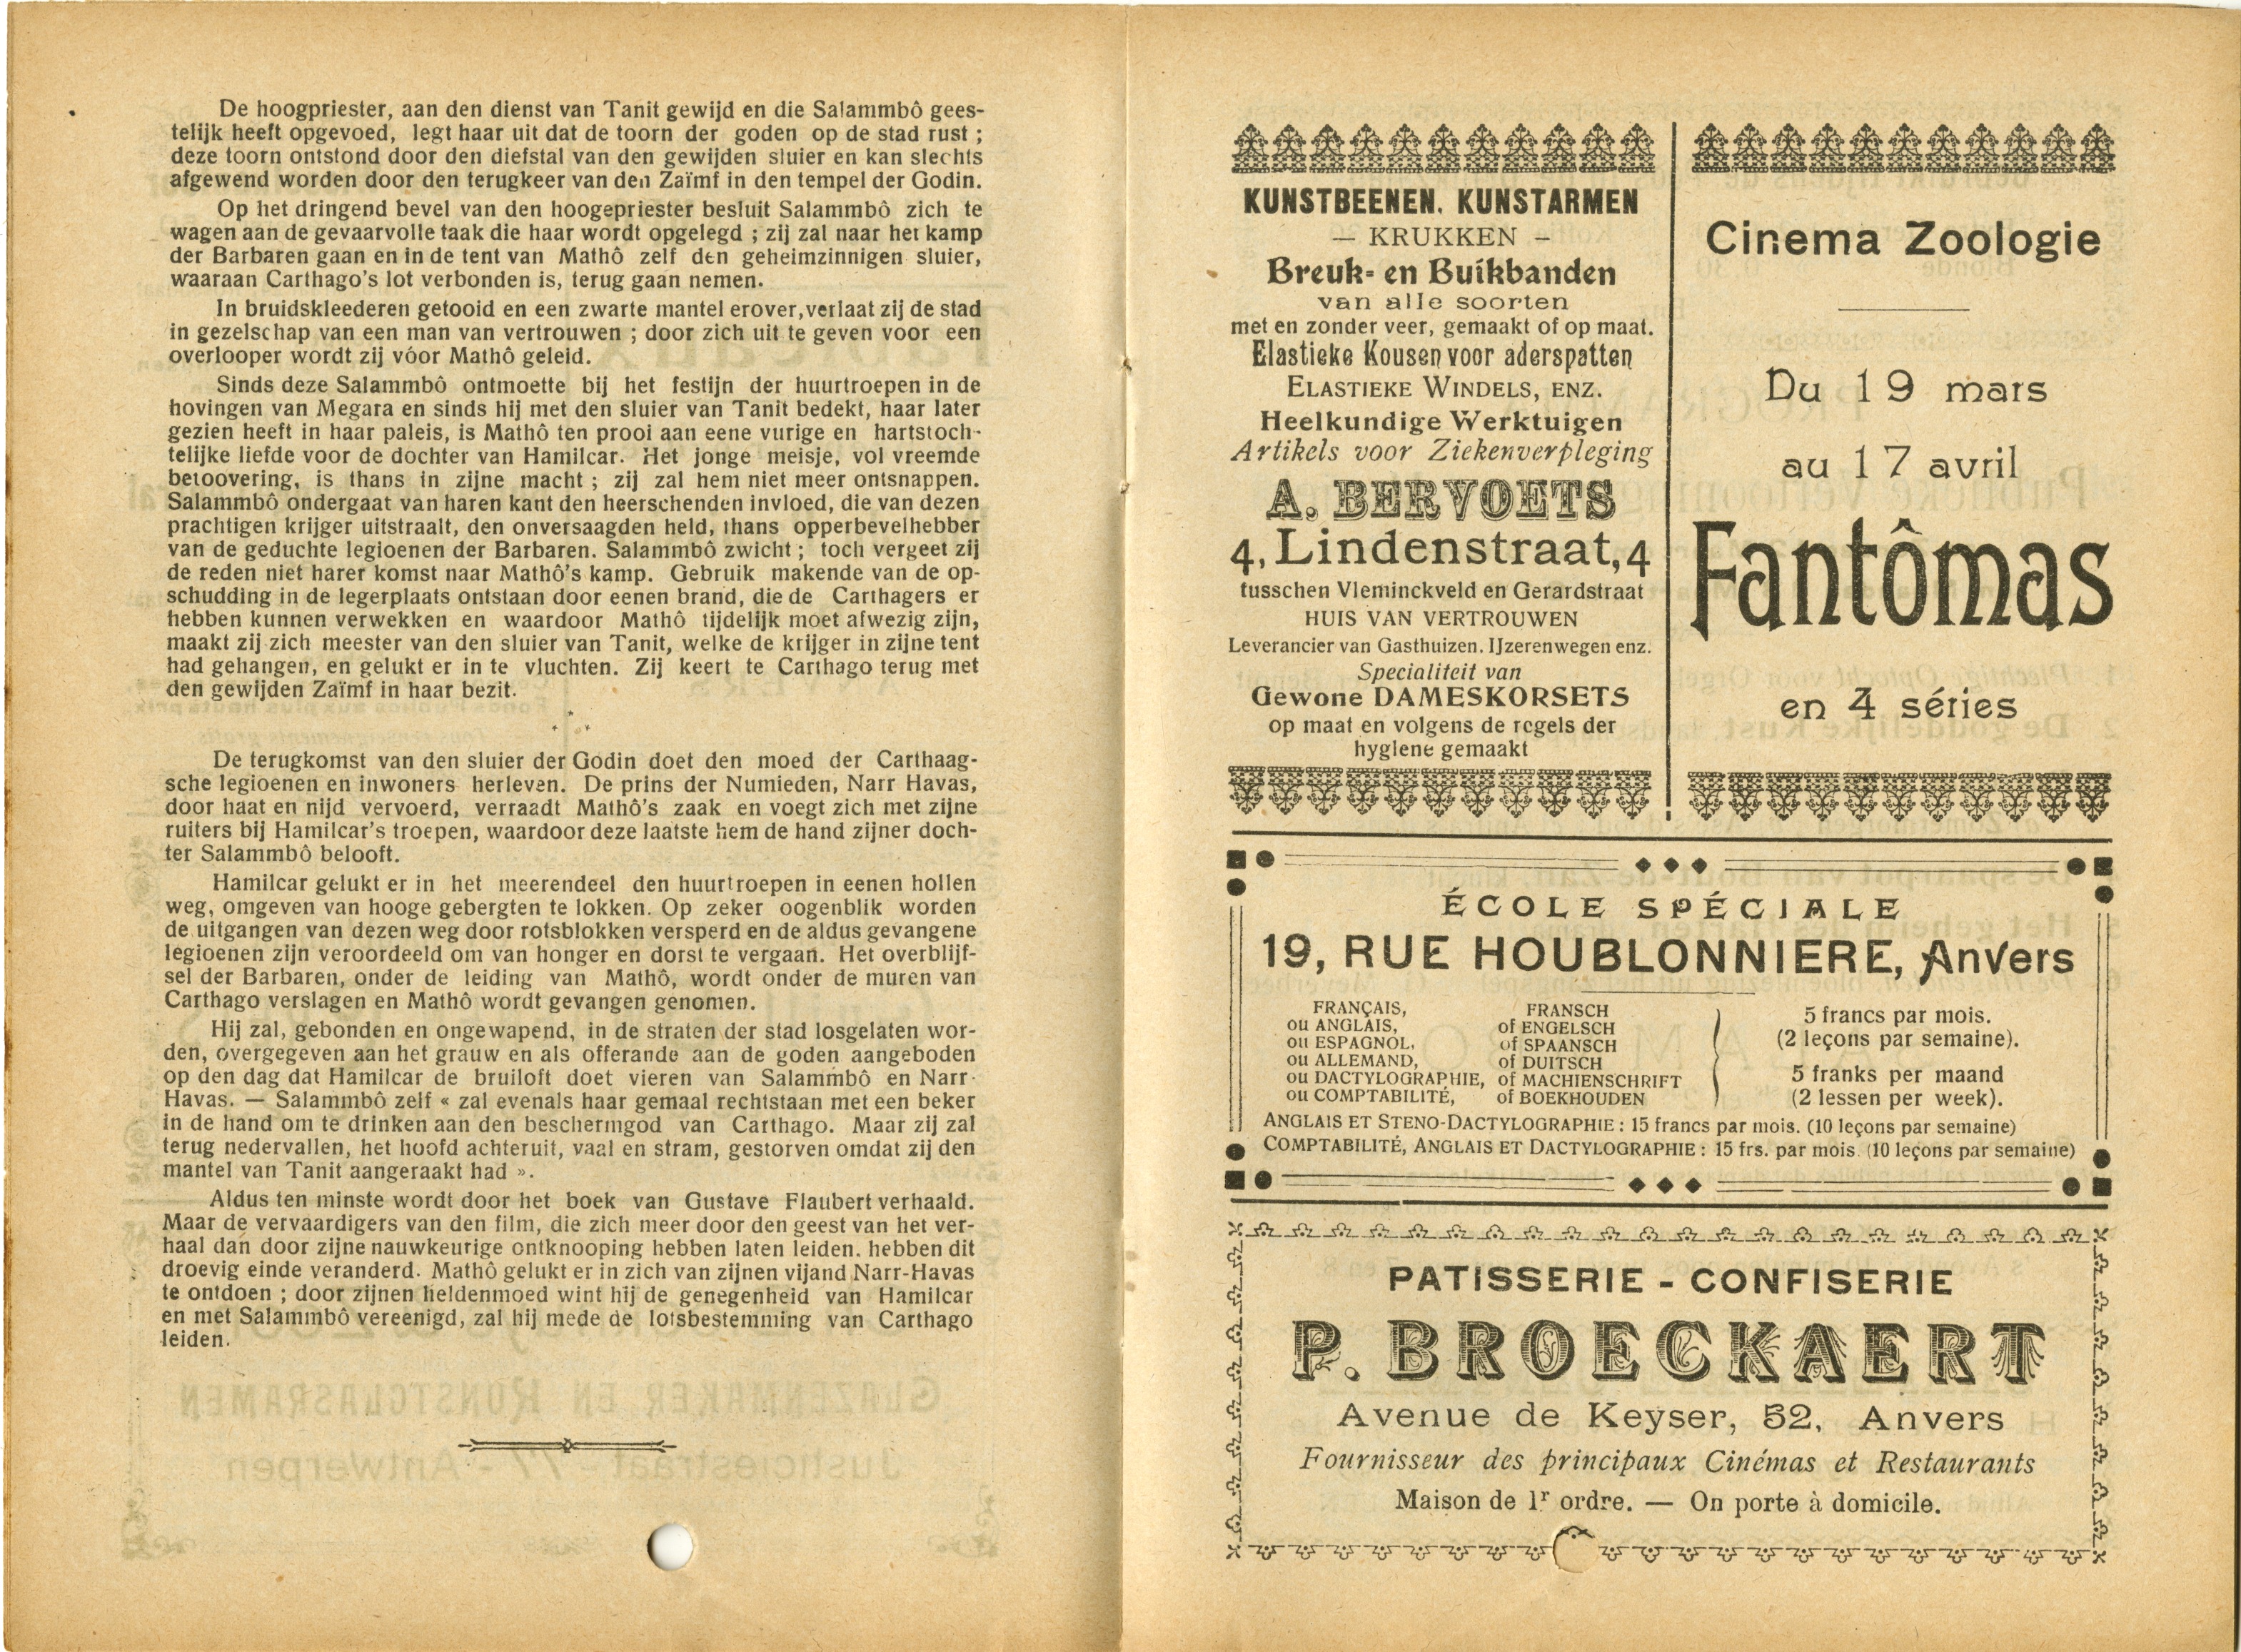 De hoogpriester, aan den dienst van Tanit gewijd en die Salammbô gees-
telijk heeft opgevoed, legt haar uit dat de toorn der goden op de stad rust ;
deze toorn ontstond door den diefstal van den gewijden sluier en kan slechts
afgewend worden door den terugkeer van den Zaïmf in den tempel der Godin.
Op het dringend bevel van den hoogepriester besluit Salammbô zich te
wagen aan de gevaarvolle taak die haar wordt opgelegd ; zij zal naar het kamp
der Barbaren gaan en in de tent van Mathô zelf den geheimzinnigen sluier,
waaraan Carthago's lot verbonden is, terug gaan nemen.
In bruidskleederen getooid en een zwarte mantel erover, verlaat zij de stad
in gezelschap van een man van vertrouwen ; door zich uit te geven voor een
overlooper wordt zij vóor Mathô geleid.
Sinds deze Salammbô ontmoette bij het festijn der huurtroepen in de
hovingen van Megara en sinds hij met den sluier van Tanit bedekt, haar later
gezien heeft in haar paleis, is Mathô ten prooi aan eene vurige en hartstoch-
telijke liefde voor de dochter van Hamilcar. Het jonge meisje, vol vreemde
betoovering, is thans in zijne macht ; zij zal hem niet meer ontsnappen.
Salammbô ondergaat van haren kant den heerschenden invloed, die van dezen
prachtigen krijger uitstraalt, den onversaagden held, thans opperbevelhebber
van de geduchte legioenen der Barbaren. Salammbô zwicht ; toch vergeet zij
de reden niet harer komst naar Mathô's kamp. Gebruik makende van de op-
schudding in de legerplaats ontstaan door eenen brand, die de Carthagers er
hebben kunnen verwekken en waardoor Mathô tijdelijk moet afwezig zijn,
maakt zij zich meester van den sluier van Tanit, welke de krijger in zijne tent
had gehangen, en gelukt er in te vluchten. Zij keert te Carthago terug met
den gewijden Zaïmf in haar bezit.
De terugkomst van den sluier der Godin doet den moed der Carthaag-
sche legioenen en inwoners herleven. De prins der Numieden, Narr Havas,
door haat en nijd vervoerd, verraadt Mathô's zaak en voegt zich met zijne
ruiters bij Hamilcar's troepen, waardoor deze laatste hem de hand zijner doch-
ter Salammbô belooft.
Hamilcar gelukt er in het meerendeel den huurtroepen in eenen hollen
weg, omgeven van hooge gebergten te lokken. Op zeker oogenblik worden
de uitgangen van dezen weg door rotsblokken versperd en de aldus gevangene
legioenen zijn veroordeeld om van honger en dorst te vergaan. Het overblijf-
sel der Barbaren, onder de leiding van Mathô, wordt onder de muren van
Carthago verslagen en Mathô wordt gevangen genomen.
Hij zal, gebonden en ongewapend, in de straten der stad losgelaten wor-
den, overgegeven aan het grauw en als offerande aan de goden aangeboden
op den dag dat Hamilcar de bruiloft doet vieren van Salammbô en Narr-
Havas. — Salammbô zelf « zal evenals haar gemaal rechtstaan met een beker
in de hand om te drinken aan den beschermgod van Carthago. Maar zij zal
terug nedervallen, het hoofd achteruit, vaal en stram, gestorven omdat zij den
mantel van Tanit aangeraakt had ».
Aldus ten minste wordt door het boek van Gustave Flaubert verhaald.
Maar de vervaardigers van den film, die zich meer door den geest van het ver-
haal dan door zijne nauwkeurige ontknooping hebben laten leiden. hebben dit
droevig einde veranderd. Mathô gelukt er in zich van zijnen vijand Narr-Havas
te ontdoen ; door zijnen heldenmoed wint hij de genegenheid van Hamilcar
en met Salammbô vereenigd, zal hij mede de lotsbestemming van Carthago
leiden.
KUNSTBEENEN. KUNSTARMEN
— KRUKKEN —
Breuk- en Buikbanden
van alle soorten
met en zonder veer, gemaakt of op maat.
Elastieke Kousen voor aderspatten
ELASTIEKE WINDELS, ENZ.
Heelkundige Werktuigen
Artikels voor Ziekenverpleging
A. BERVOETS
4, Lindenstraat, 4
tusschen Vleminckveld en Gerardstraat
HUIS VAN VERTROUWEN
Leverancier van Gasthuizen. IJzerenwegen enz.
Specialiteit van
Gewone DAMESKORSETS
op maat en volgens de regels der
hygiene gemaakt
Cinema Zoologie
Du 19 mars
au 17 avril
Fantômas
en 4 séries
ÉCOLE SPÉCIALE
19, RUE HOUBLONNIERE, Anvers
FRANÇAIS, FRANSCH
ou ANGLAIS, of ENGELSCH
ou ESPAGNOL, of SPAANSCH
ou ALLEMAND, of DUITSCH
ou DACTYLOGRAPHIE, of MACHIENSCHRIFT
ou COMPTABILITÉ, of BOEKHOUDEN
5 francs par mois.
(2 leçons par semaine).
5 franks per maand
(2 lessen per week).
ANGLAIS ET STENO-DACTYLOGRAPHIE : 15 francs par mois. (10 leçons par semaine)
COMPTABILITÉ, ANGLAIS ET DACTYLOGRAPHIE : 15 frs. par mois. (10 leçons par semaine)
PATISSERIE - CONFISERIE
P. BROECKAERT
Avenue de Keyser, 52, Anvers
Fournisseur des principaux Cinémas et Restaurants
Maison de 1r ordre. — On porte à domicile.